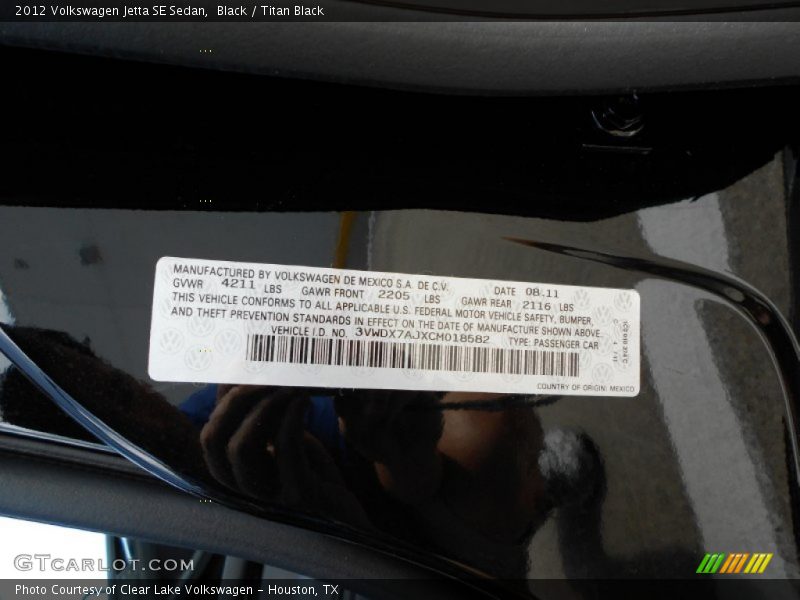 2012 Volkswagen Jetta SE Sedan,  Black / Titan Black
MANUFACTURED BY VOLKSWAGEN DE MEXICO S.A. DE C.V.  DATE 08.11
GVWR 4211 LBS  GAWR FRONT 2205 LBS  GAWR REAR 2116 LBS
THIS VEHICLE CONFORMS TO ALL APPLICABLE U.S. FEDERAL MOTOR VEHICLE SAFETY, BUMPER,
AND THEFT PREVENTION STANDARDS IN EFFECT ON THE DATE OF MANUFACTURE SHOWN ABOVE.
VEHICLE I.D. NO. 3VWDX7AJXCM018582  TYPE: PASSENGER CAR
COUNTRY OF ORIGIN: MEXICO
GTCARLOT.COM
Photo Courtesy of Clear Lake Volkswagen - Houston, TX